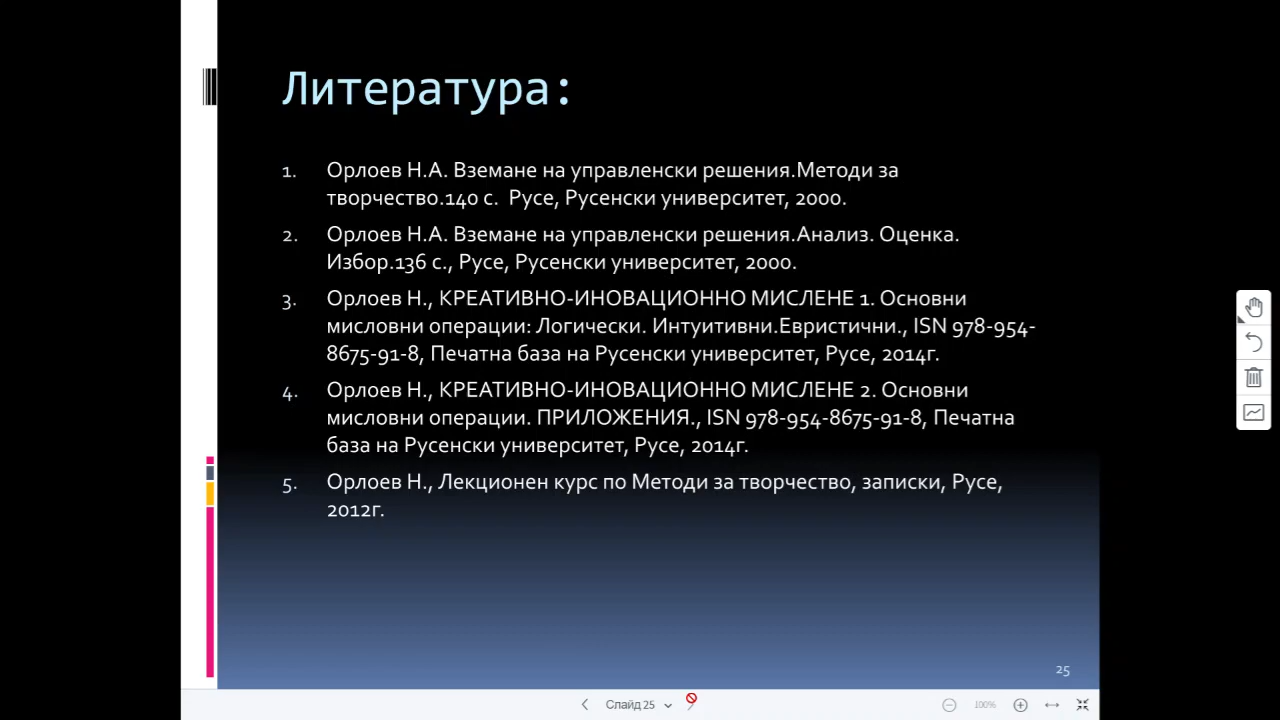 Литература:
1. Орлоев Н.А. Вземане на управленски решения.Методи за
творчество.140 с.  Русе, Русенски университет, 2000.
2. Орлоев Н.А. Вземане на управленски решения.Анализ. Оценка.
Избор.136 с., Русе, Русенски университет, 2000.
3. Орлоев Н., КРЕАТИВНО-ИНОВАЦИОННО МИСЛЕНЕ 1. Основни
мисловни операции: Логически. Интуитивни.Евристични., ISN 978-954-
8675-91-8, Печатна база на Русенски университет, Русе, 2014г.
4. Орлоев Н., КРЕАТИВНО-ИНОВАЦИОННО МИСЛЕНЕ 2. Основни
мисловни операции. ПРИЛОЖЕНИЯ., ISN 978-954-8675-91-8, Печатна
база на Русенски университет, Русе, 2014г.
5. Орлоев Н., Лекционен курс по Методи за творчество, записки, Русе,
2012г.
25
Слайд 25
100%